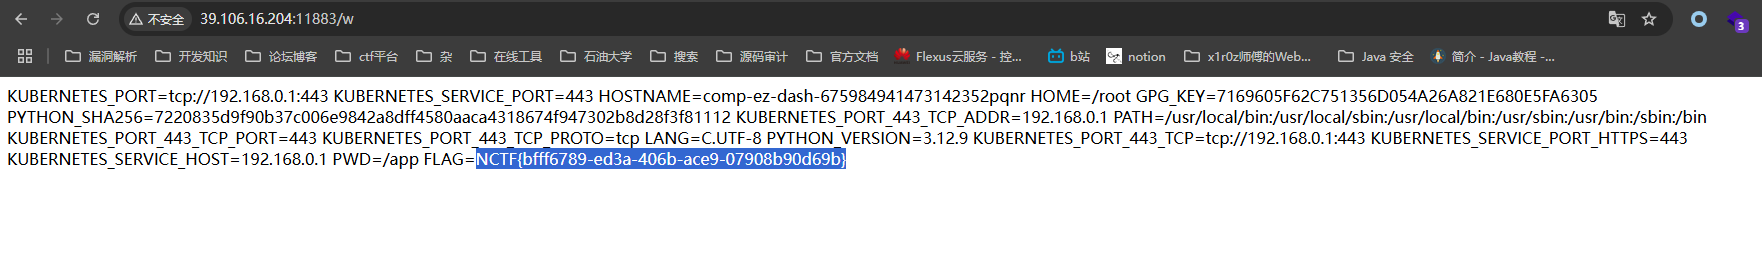 不安全 39.106.16.204:11883/w
漏洞解析 开发知识 论坛博客 ctf平台 杂 在线工具 石油大学 搜索 源码审计 官方文档 Flexus云服务 - 控... b站 notion x1r0z师傅的Web... Java 安全 简介 - Java教程 -...
3
KUBERNETES_PORT=tcp://192.168.0.1:443 KUBERNETES_SERVICE_PORT=443 HOSTNAME=comp-ez-dash-675984941473142352pqnr HOME=/root GPG_KEY=7169605F62C751356D054A26A821E680E5FA6305
PYTHON_SHA256=7220835d9f90b37c006e9842a8dff4580aaca4318674f947302b8d28f3f81112 KUBERNETES_PORT_443_TCP_ADDR=192.168.0.1 PATH=/usr/local/bin:/usr/local/sbin:/usr/local/bin:/usr/sbin:/usr/bin:/sbin:/bin
KUBERNETES_PORT_443_TCP_PORT=443 KUBERNETES_PORT_443_TCP_PROTO=tcp LANG=C.UTF-8 PYTHON_VERSION=3.12.9 KUBERNETES_PORT_443_TCP=tcp://192.168.0.1:443 KUBERNETES_SERVICE_PORT_HTTPS=443
KUBERNETES_SERVICE_HOST=192.168.0.1 PWD=/app FLAG=NCTF{bfff6789-ed3a-406b-ace9-07908b90d69b}